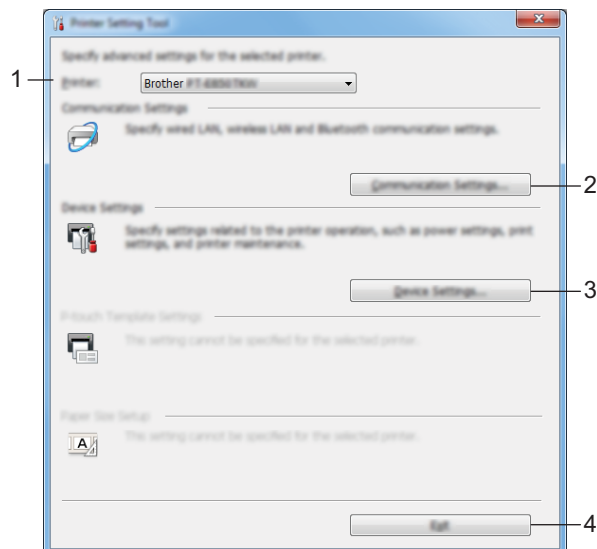 Printer Setting Tool
Specify advanced settings for the selected printer.
1
Printer: Brother
Communication Settings
Specify wired LAN, wireless LAN and Bluetooth communication settings.
Communication Settings... 2
Device Settings
Specify settings related to the printer operation, such as power settings, print
settings, and printer maintenance.
Device Settings... 3
P-touch Template Settings
This setting cannot be specified for the selected printer.
Paper Size Setup
This setting cannot be specified for the selected printer.
A
Exit 4